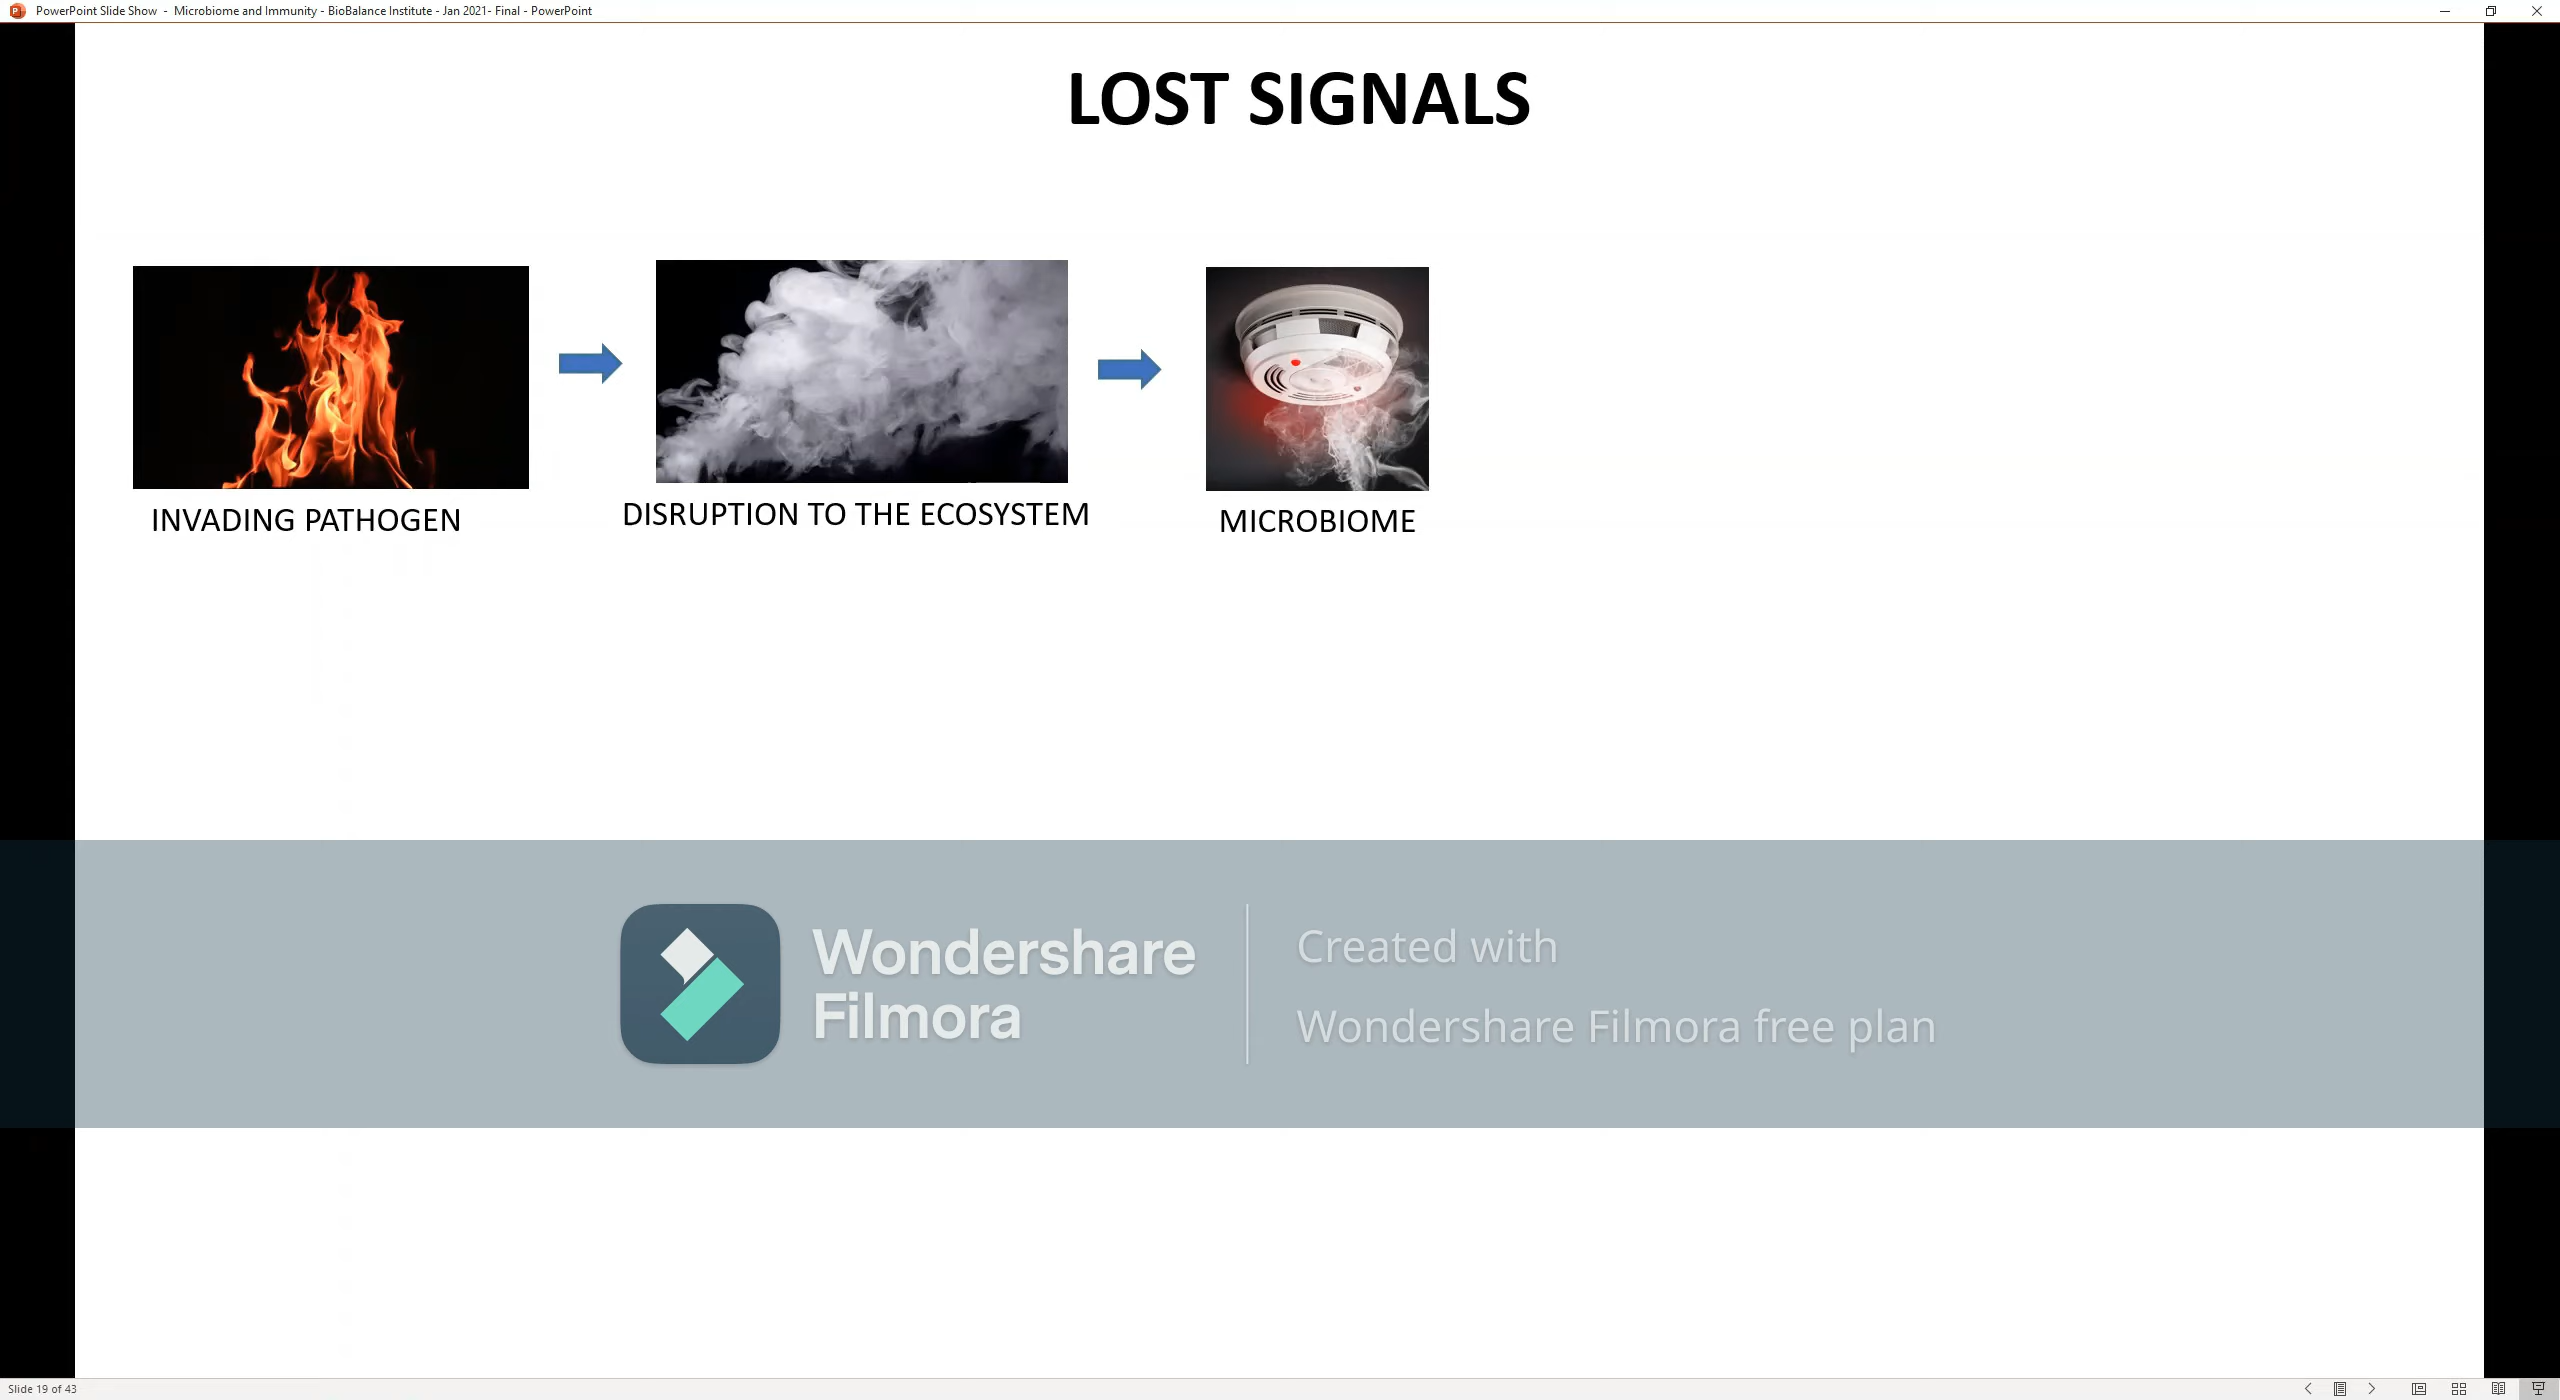 PowerPoint Slide Show - Microbiome and Immunity - BioBalance Institute - Jan 2021- Final - PowerPoint
LOST SIGNALS
INVADING PATHOGEN
DISRUPTION TO THE ECOSYSTEM
MICROBIOME
Wondershare
Filmora
Created with
Wondershare Filmora free plan
Slide 19 of 43